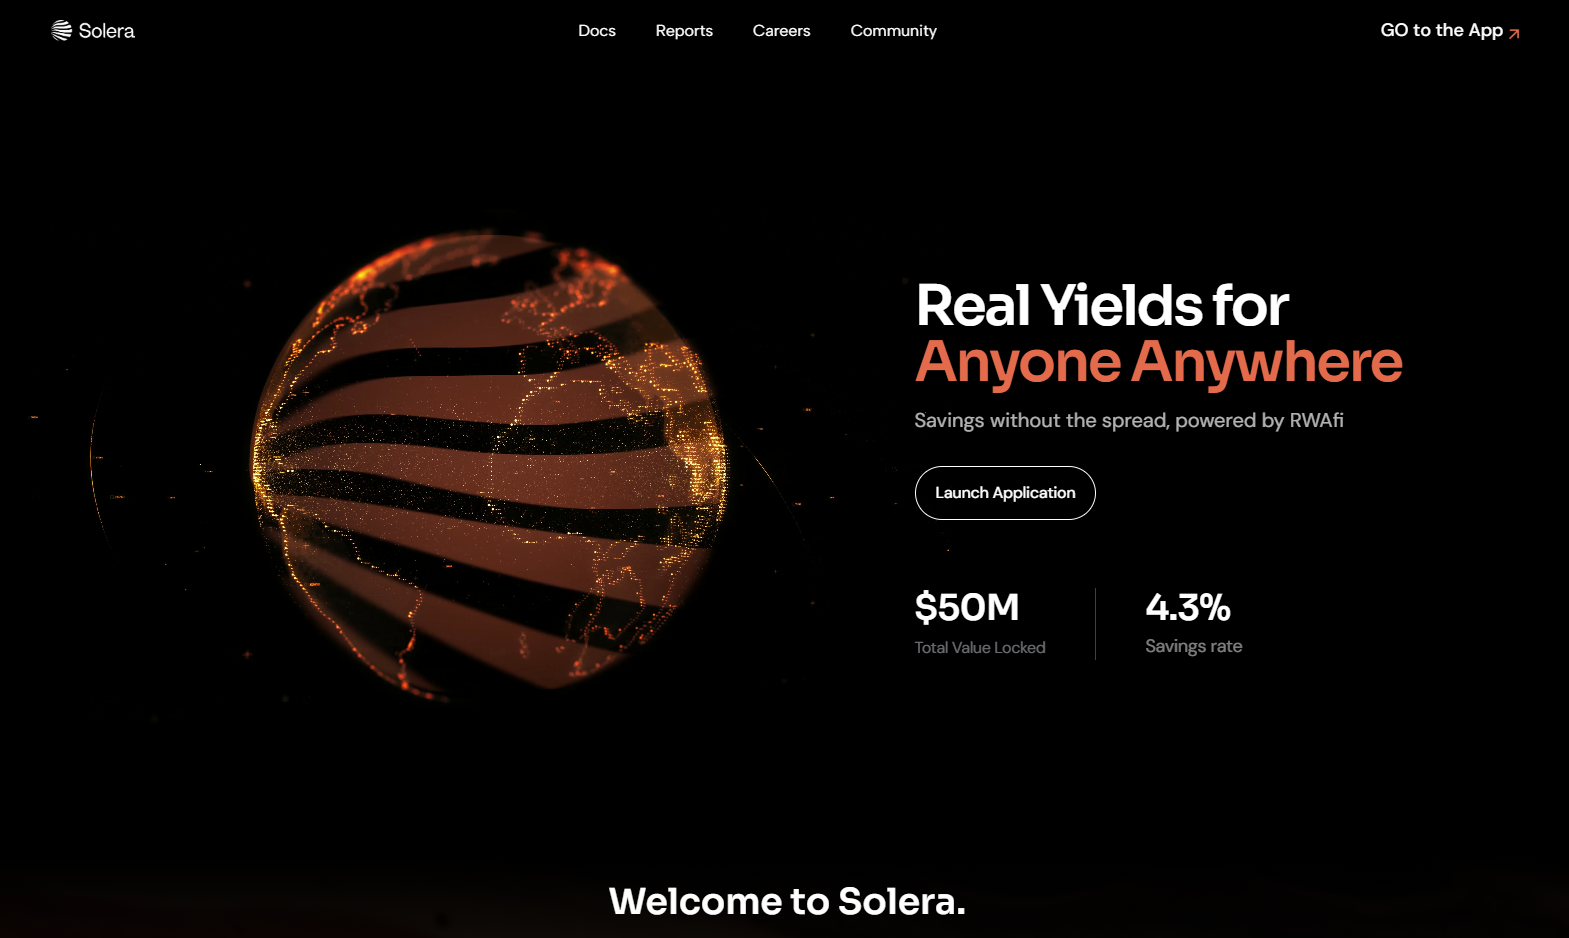 Solera
Docs Reports Careers Community
GO to the App
Real Yields for
Anyone Anywhere
Savings without the spread, powered by RWAfi
Launch Application
$50M 4.3%
Total Value Locked Savings rate
Welcome to Solera.